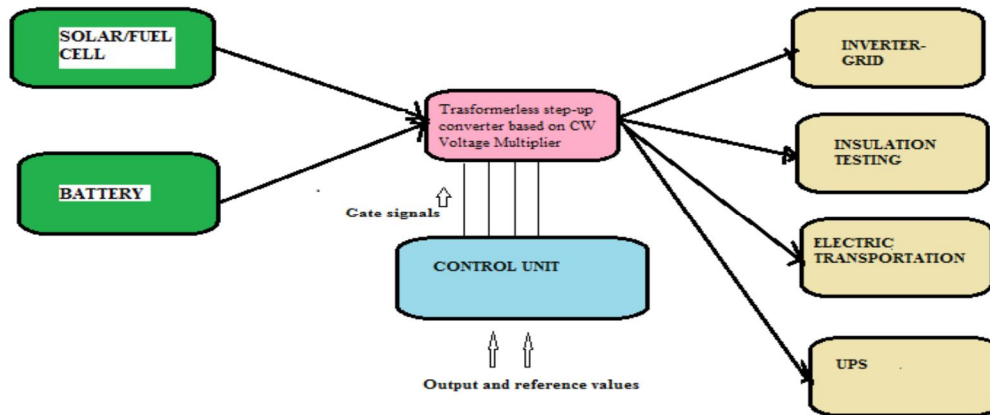 SOLAR/FUEL
CELL
BATTERY
Trasformerless step-up
converter based on CW
Voltage Multiplier
Gate signals
CONTROL UNIT
Output and reference values
INVERTER-
GRID
INSULATION
TESTING
ELECTRIC
TRANSPORTATION
UPS